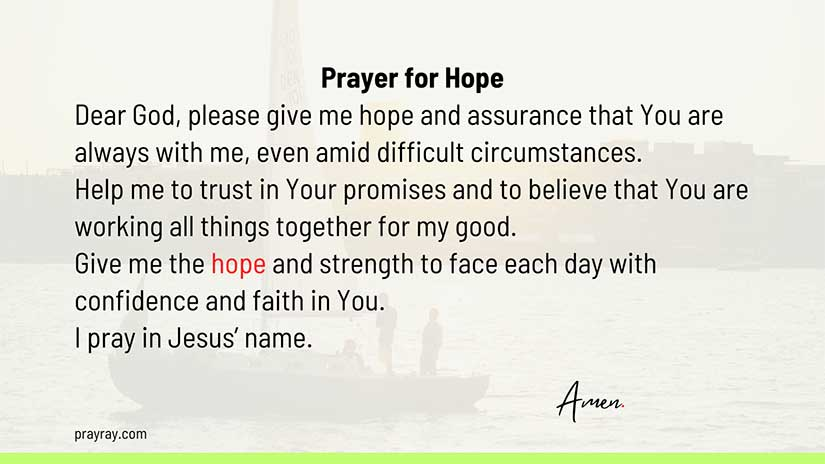 Prayer for Hope
Dear God, please give me hope and assurance that You are
always with me, even amid difficult circumstances.
Help me to trust in Your promises and to believe that You are
working all things together for my good.
Give me the hope and strength to face each day with
confidence and faith in You.
I pray in Jesus’ name.
Amen.
prayray.com